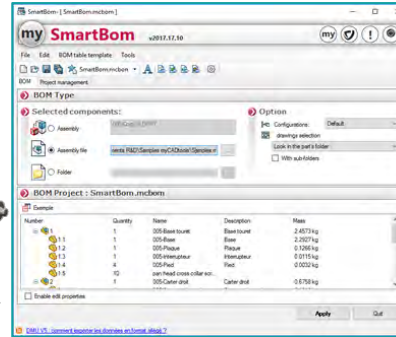 SmartBom- [ SmartBom.mcbom ]
my SmartBom v2017.17.10 my
File Edit BOM table template Tools
SmartBom.mcbom
BOM Project management
BOM Type
Selected components:
Option
Assembly
Configurations: Default
drawings selection
Assembly file
Look in the part's folder
With sub-folders
Folder
BOM Project : SmartBom.mcbom
Example
Number Quantity Name Description Mass
1 1 005-Base touret Base touret 2.4573 kg
1.1 1 005-Base Base 2.2927 kg
1.2 1 005-Plaque Plaque 0.1266 kg
1.3 1 005-Interrupteur Interrupteur 0.0115 kg
1.4 4 005-Pied Pied 0.0032 kg
1.5 10 pan head cross collar scr...
2 1 005-Carter droit Carter droit 0.6758 kg
Enable edit properties
Apply Quit
DMU V5 : comment exporter les données en format allégé ?